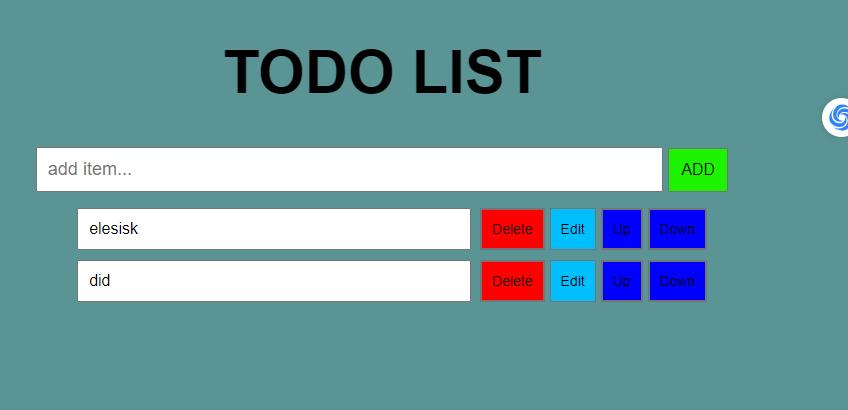 TODO LIST
add item...
ADD
elesisk
Delete
Edit
Up
Down
did
Delete
Edit
Up
Down